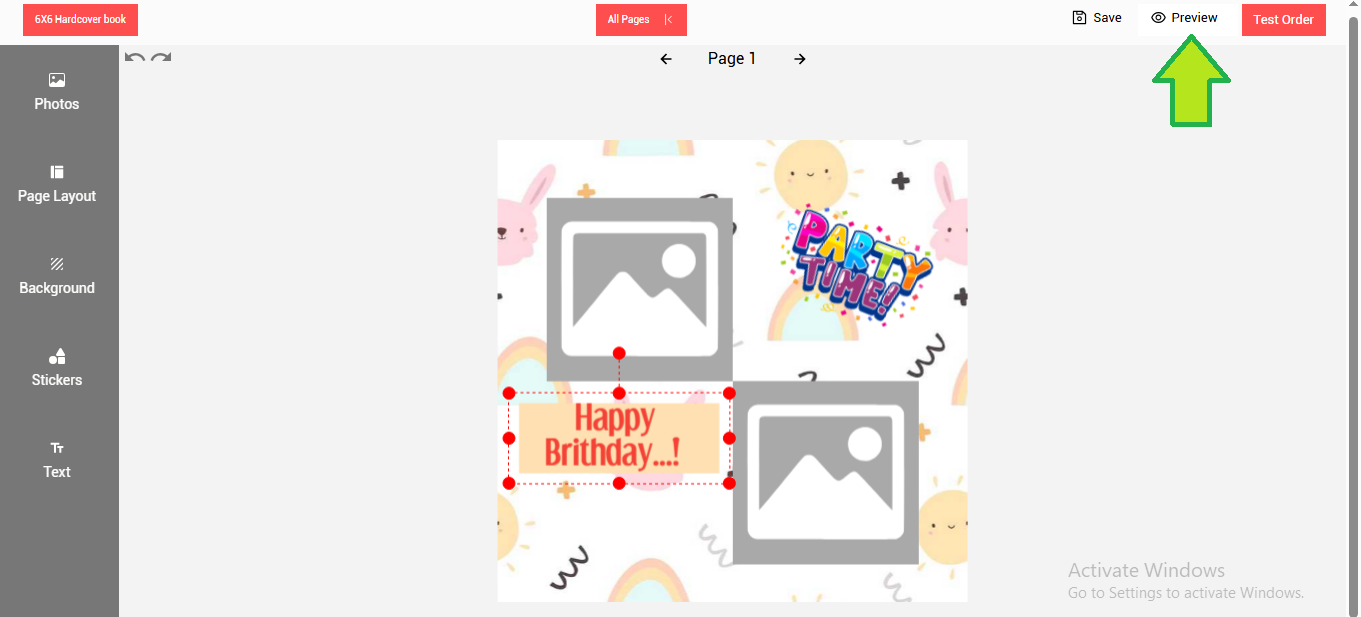 6X6 Hardcover book
All Pages
Save
Preview
Test Order
Page 1
Photos
Page Layout
Background
Stickers
Text
PARTY
TIME!
Happy
Brithday...!
Activate Windows
Go to Settings to activate Windows.